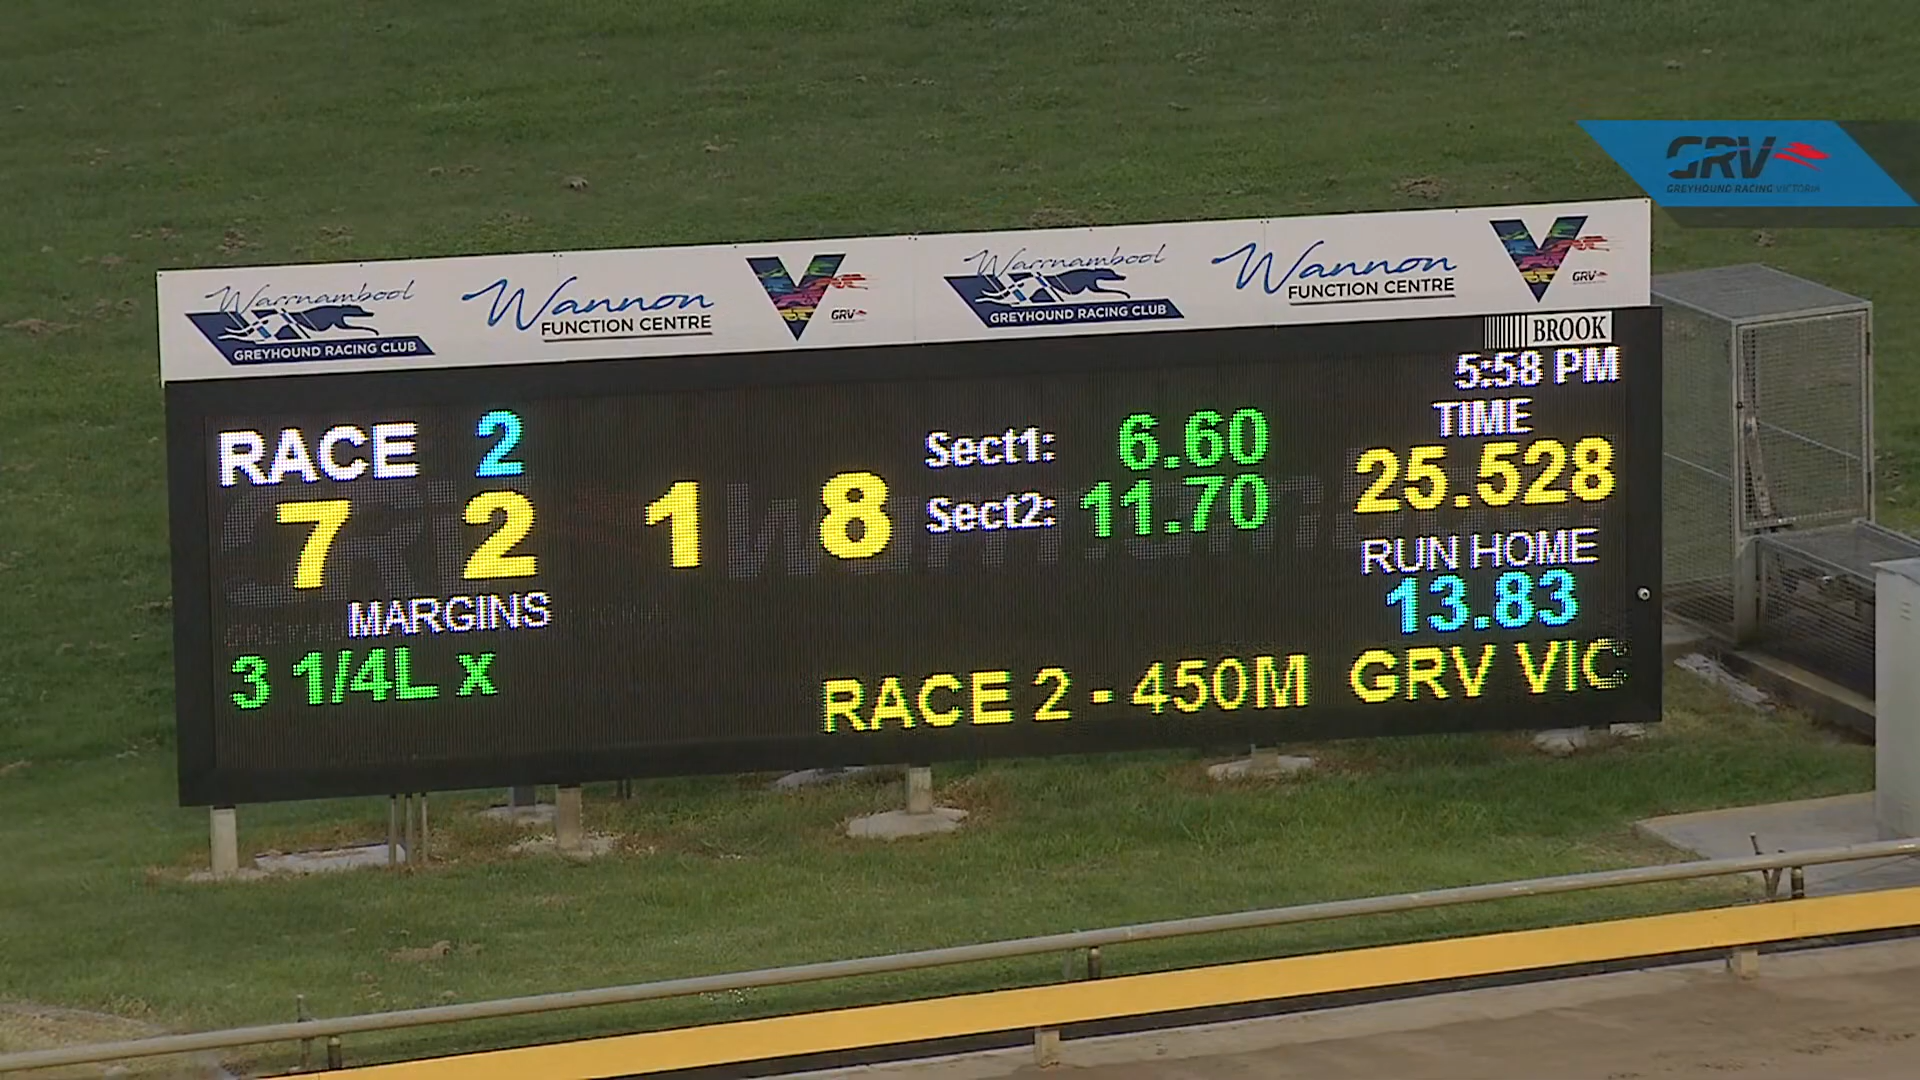 GRV
GREYHOUND RACING VICTORIA
Warrnambool
GREYHOUND RACING CLUB
Wannon
FUNCTION CENTRE
V
GRV
Warrnambool
GREYHOUND RACING CLUB
Wannon
FUNCTION CENTRE
V
GRV
BROOK
5:58 PM
RACE 2
7 2 1 8
MARGINS
3 1/4L x
Sect1: 6.60
Sect2: 11.70
TIME
25.528
RUN HOME
13.83
RACE 2 - 450M GRV VIC